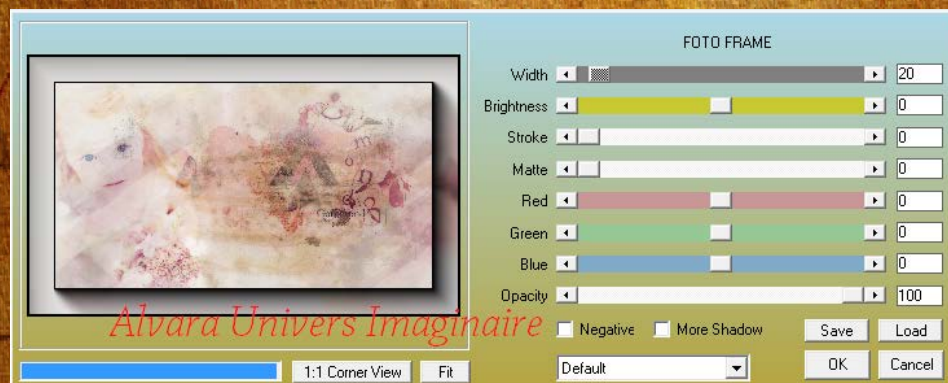 FOTO FRAME
Width 20
Brightness 0
Stroke 0
Matte 0
Red 0
Green 0
Blue 0
Opacity 100
Alvara Univers Imaginaire
Negative More Shadow Save Load
1:1 Corner View Fit Default OK Cancel